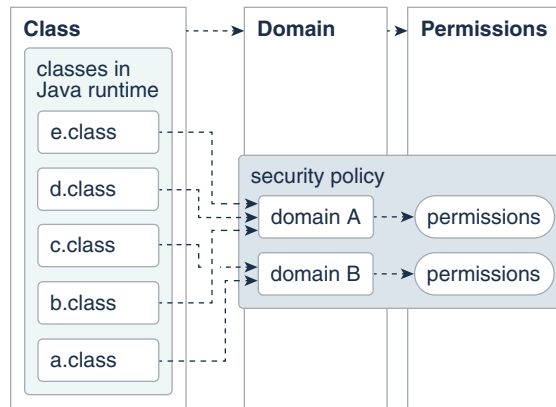 Class
Domain
Permissions
classes in
Java runtime
e.class
d.class
c.class
b.class
a.class
security policy
domain A
permissions
domain B
permissions